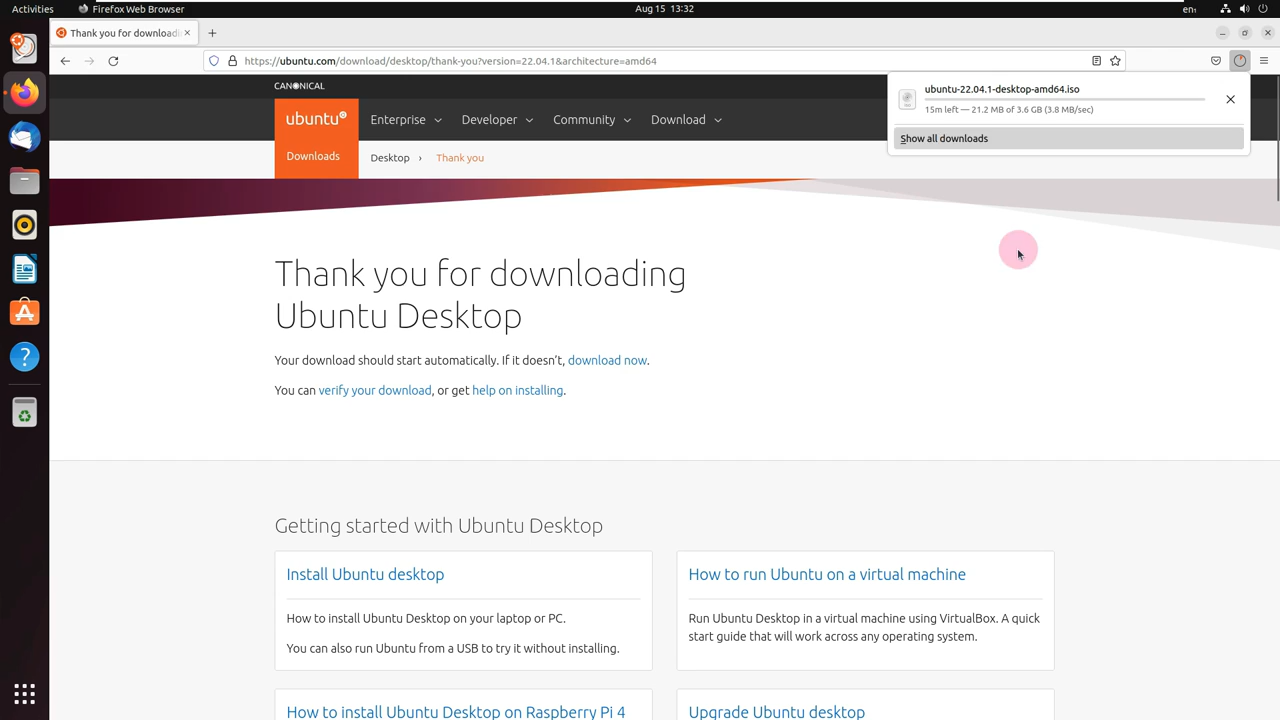 Activities
Firefox Web Browser
Aug 15 13:32
en₁
Thank you for downloadi
https://ubuntu.com/download/desktop/thank-you?version=22.04.1&architecture=amd64
ubuntu-22.04.1-desktop-amd64.iso
15m left — 21.2 MB of 3.6 GB (3.8 MB/sec)
Show all downloads
CANONICAL
ubuntu®
Enterprise
Developer
Community
Download
Downloads
Desktop ›
Thank you
Thank you for downloading
Ubuntu Desktop
Your download should start automatically. If it doesn’t, download now.
You can verify your download, or get help on installing.
Getting started with Ubuntu Desktop
Install Ubuntu desktop
How to install Ubuntu Desktop on your laptop or PC.
You can also run Ubuntu from a USB to try it without installing.
How to run Ubuntu on a virtual machine
Run Ubuntu Desktop in a virtual machine using VirtualBox. A quick
start guide that will work across any operating system.
How to install Ubuntu Desktop on Raspberry Pi 4
Upgrade Ubuntu desktop